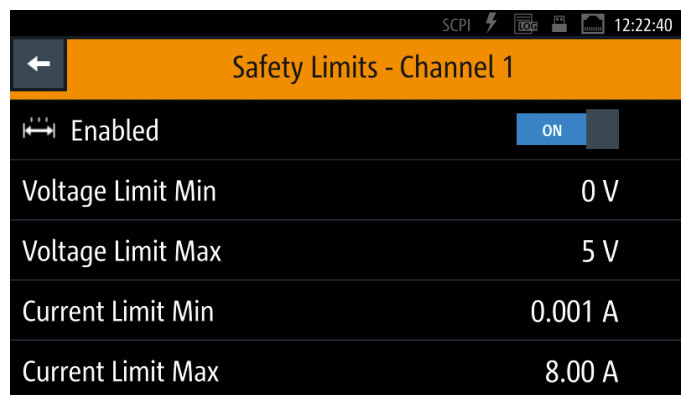 SCPI LOG 12:22:40
Safety Limits - Channel 1
Enabled ON
Voltage Limit Min 0 V
Voltage Limit Max 5 V
Current Limit Min 0.001 A
Current Limit Max 8.00 A